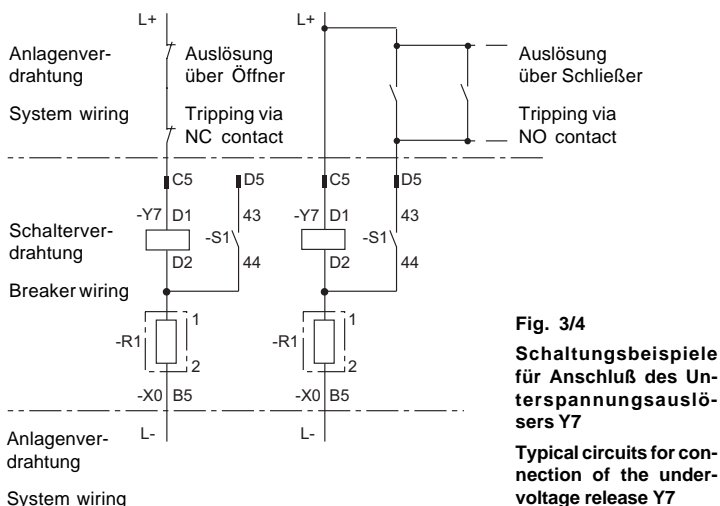 L+
L+
Anlagenver-
drahtung
System wiring
Auslösung
über Öffner
Tripping via
NC contact
Auslösung
über Schließer
Tripping via
NO contact
C5
D5
C5
D5
Schalterver-
drahtung
Breaker wiring
-Y7
D1
43
-S1
D2
44
-Y7
D1
43
-S1
D2
44
-R1
1
2
-R1
1
2
-X0
B5
-X0
B5
Anlagenver-
drahtung
System wiring
L-
L-
Fig. 3/4
Schaltungsbeispiele
für Anschluß des Un-
terspannungsauslö-
sers Y7
Typical circuits for con-
nection of the under-
voltage release Y7